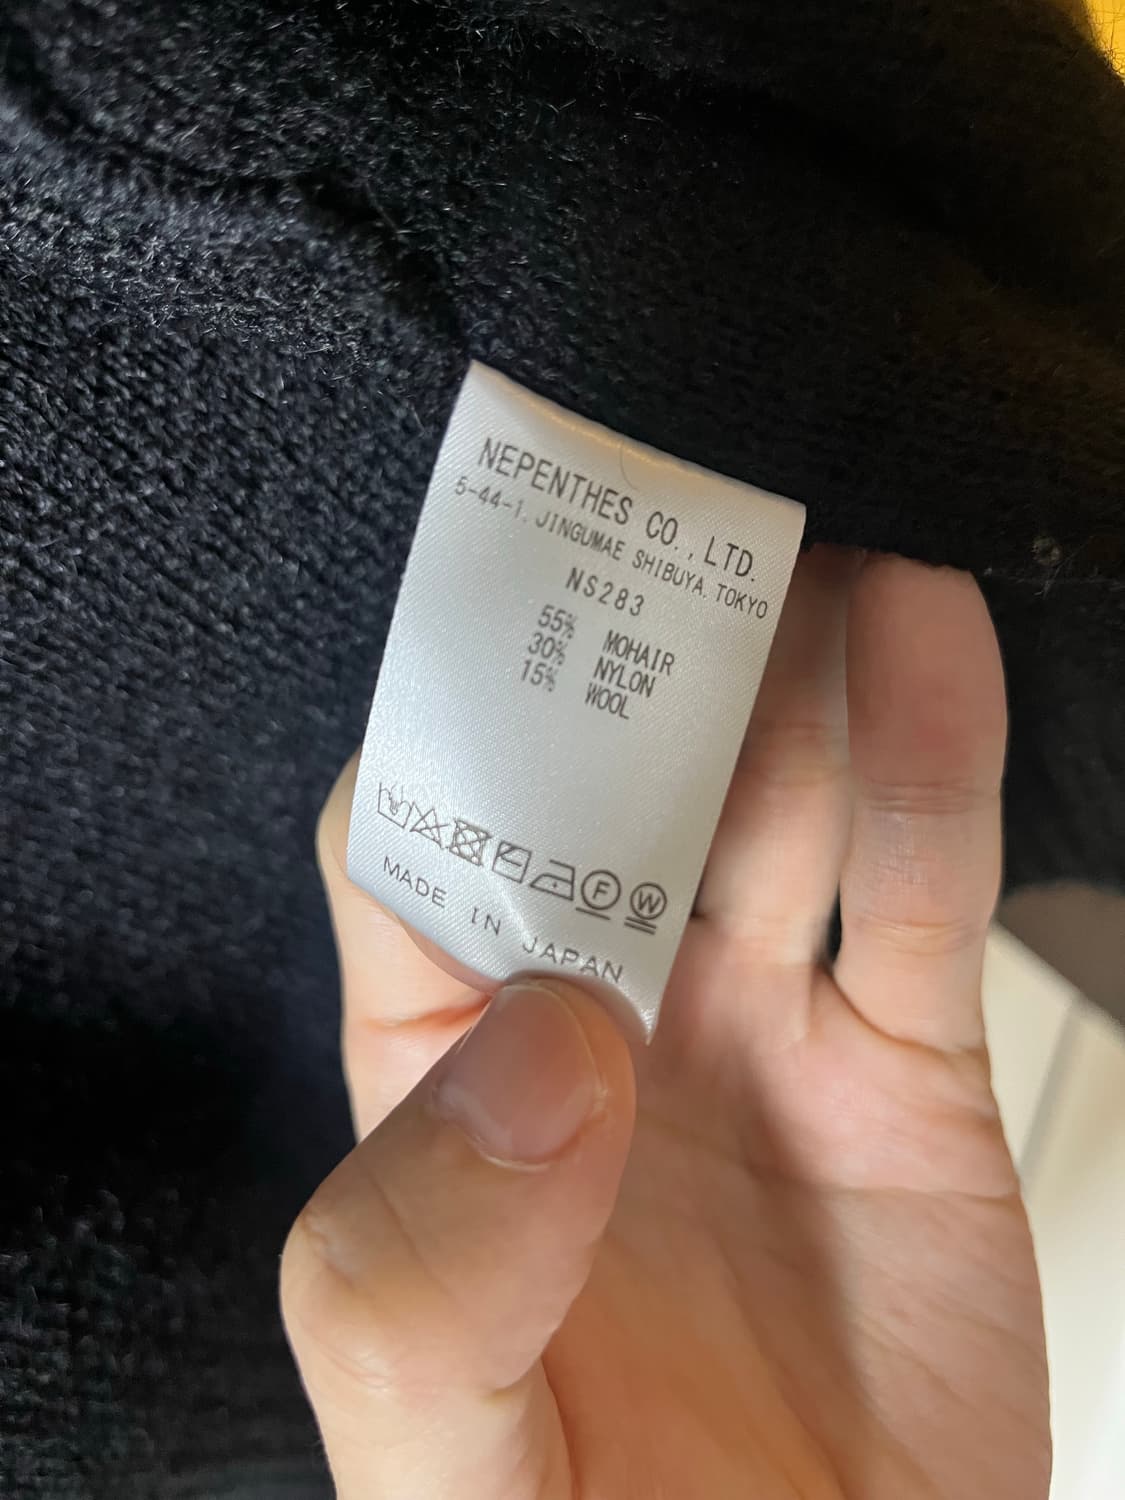 NEPENTHES CO.,LTD.
5-44-1, JINGUMAE SHIBUYA, TOKYO
NS283
55% MOHAIR
30% NYLON
15% WOOL
F W
MADE IN JAPAN